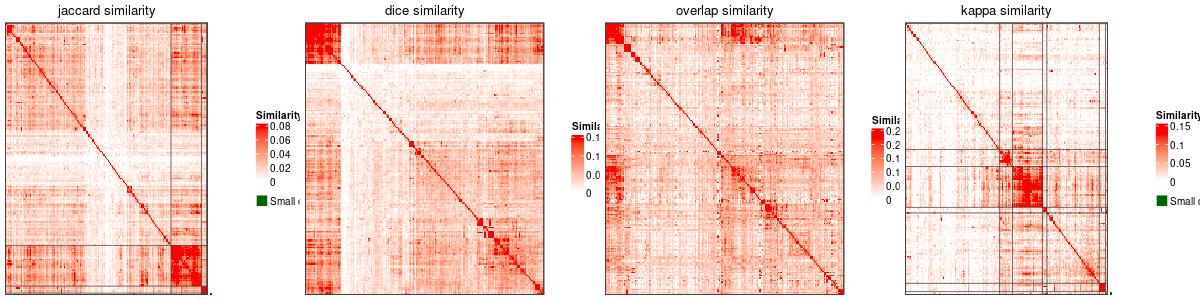 jaccard similarity
dice similarity
overlap similarity
kappa similarity
Similarity
0.08
0.06
0.04
0.02
0
Small
Simila
0.1
0.1
0.0
0
Simila
0.2
0.2
0.1
0.1
0.0
0
Similarity
0.15
0.1
0.05
0
Small